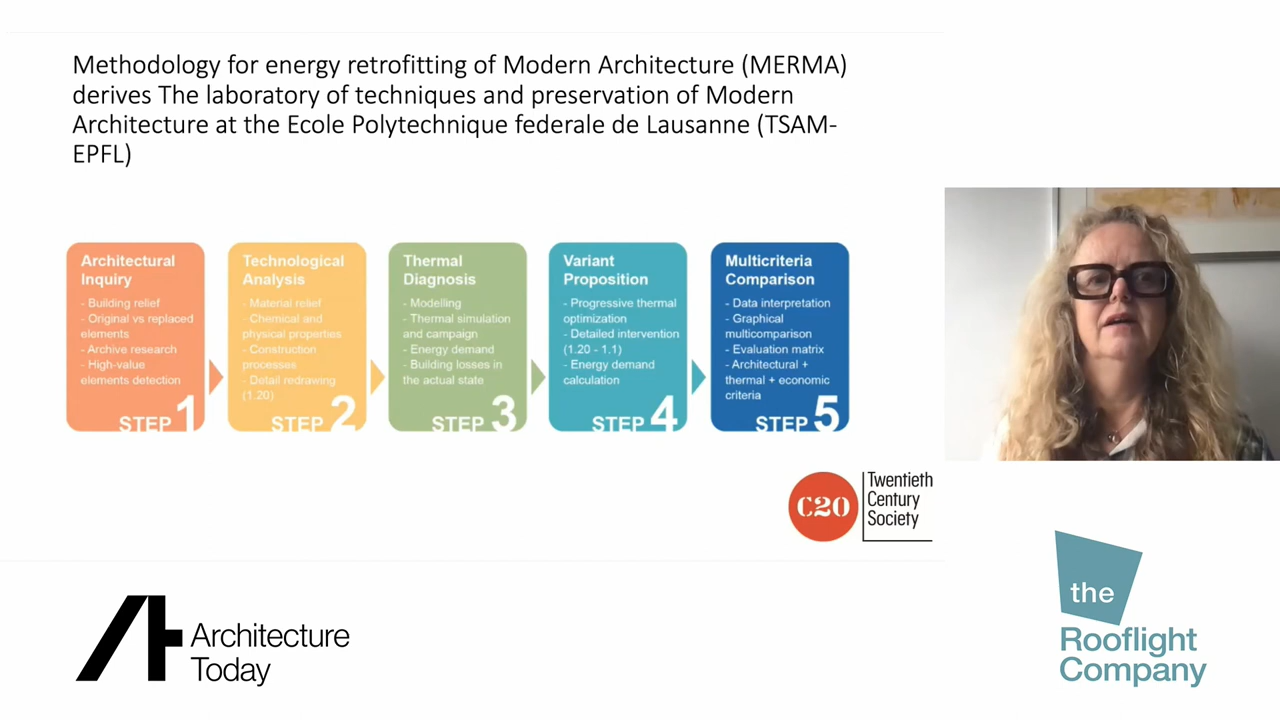 Methodology for energy retrofitting of Modern Architecture (MERMA)
derives The laboratory of techniques and preservation of Modern
Architecture at the Ecole Polytechnique federale de Lausanne (TSAM-
EPFL)
Architectural
Inquiry
- Building relief
- Original vs replaced
elements
- Archive research
- High-value
elements detection
STEP 1
Technological
Analysis
- Material relief
- Chemical and
physical properties
- Construction
processes
- Detail redrawing
(1.20)
STEP 2
Thermal
Diagnosis
- Modelling
- Thermal simulation
and campaign
- Energy demand
- Building losses in
the actual state
STEP 3
Variant
Proposition
- Progressive thermal
optimization
- Detailed intervention
(1.20 - 1.1)
- Energy demand
calculation
STEP 4
Multicriteria
Comparison
- Data interpretation
- Graphical
multicomparison
- Evaluation matrix
- Architectural +
thermal + economic
criteria
STEP 5
C20
Twentieth
Century
Society
Architecture
Today
the
Rooflight
Company